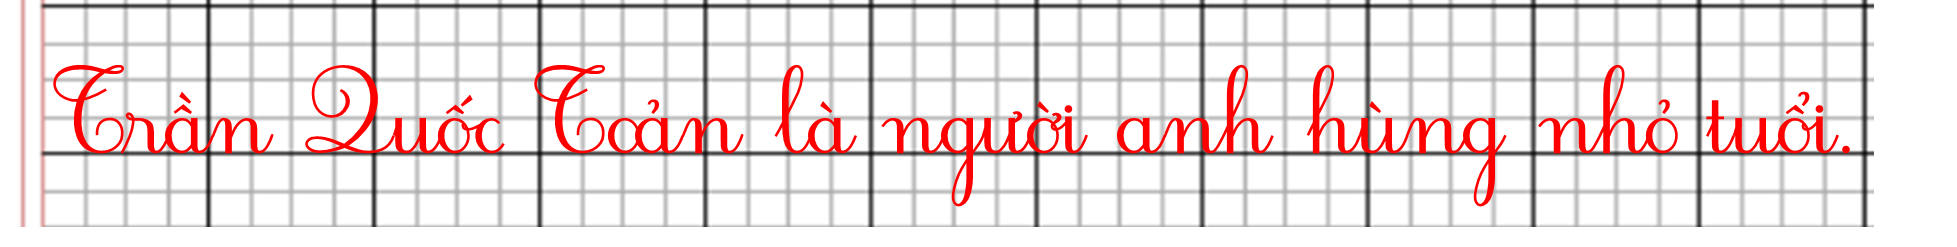 Trần Quốc Toản là người anh hùng nhỏ tuổi.